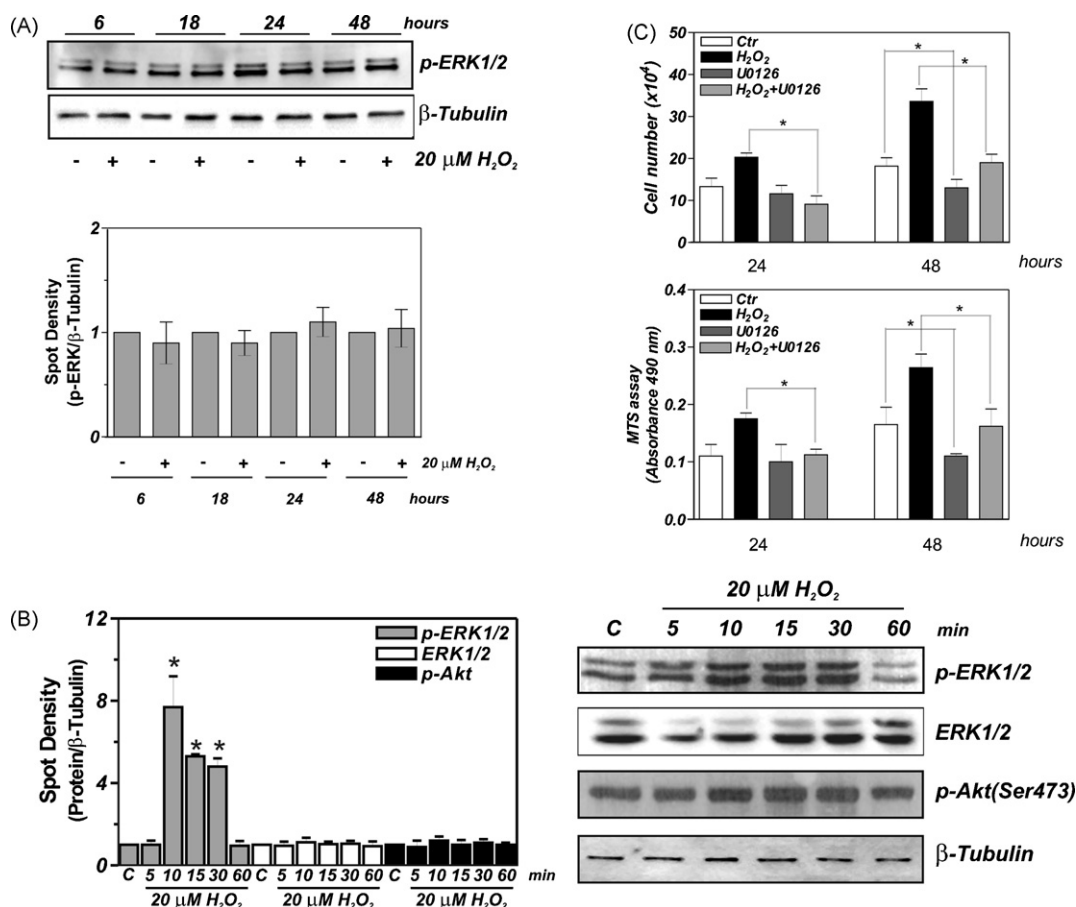 (A)
6 18 24 48 hours
p-ERK1/2
β-Tubulin
- + - + - + - + 20 μM H₂O₂
Spot Density
(p-ERK/β-Tubulin)
2
1
0
- + - + - + - + 20 μM H₂O₂
6 18 24 48 hours
(C)
Cell number (x10⁴)
50
40
30
20
10
0
Ctr
H₂O₂
U0126
H₂O₂+U0126
* * *
24 48 hours
MTS assay
(Absorbance 490 nm)
0.4
0.3
0.2
0.1
0.0
Ctr
H₂O₂
U0126
H₂O₂+U0126
* * *
24 48 hours
(B)
Spot Density
(Protein/β-Tubulin)
12
8
4
0
p-ERK1/2
ERK1/2
p-Akt
* * *
C 5 10 15 30 60 C 5 10 15 30 60 C 5 10 15 30 60 min
20 μM H₂O₂ 20 μM H₂O₂ 20 μM H₂O₂
20 μM H₂O₂
C 5 10 15 30 60 min
p-ERK1/2
ERK1/2
p-Akt(Ser473)
β-Tubulin